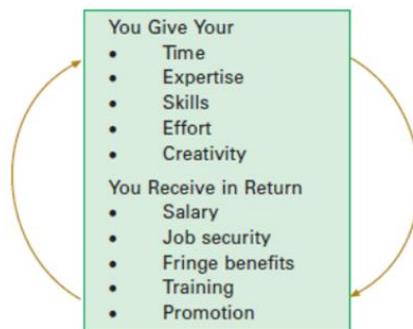 You Give Your
• Time
• Expertise
• Skills
• Effort
• Creativity
You Receive in Return
• Salary
• Job security
• Fringe benefits
• Training
• Promotion